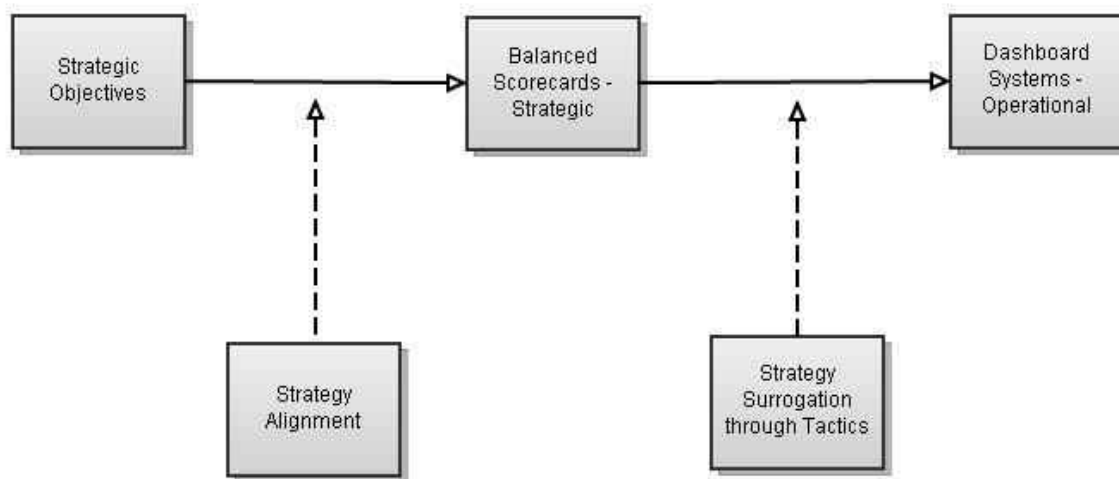 Strategic
Objectives
Balanced
Scorecards -
Strategic
Dashboard
Systems -
Operational
Strategy
Alignment
Strategy
Surrogation
through Tactics